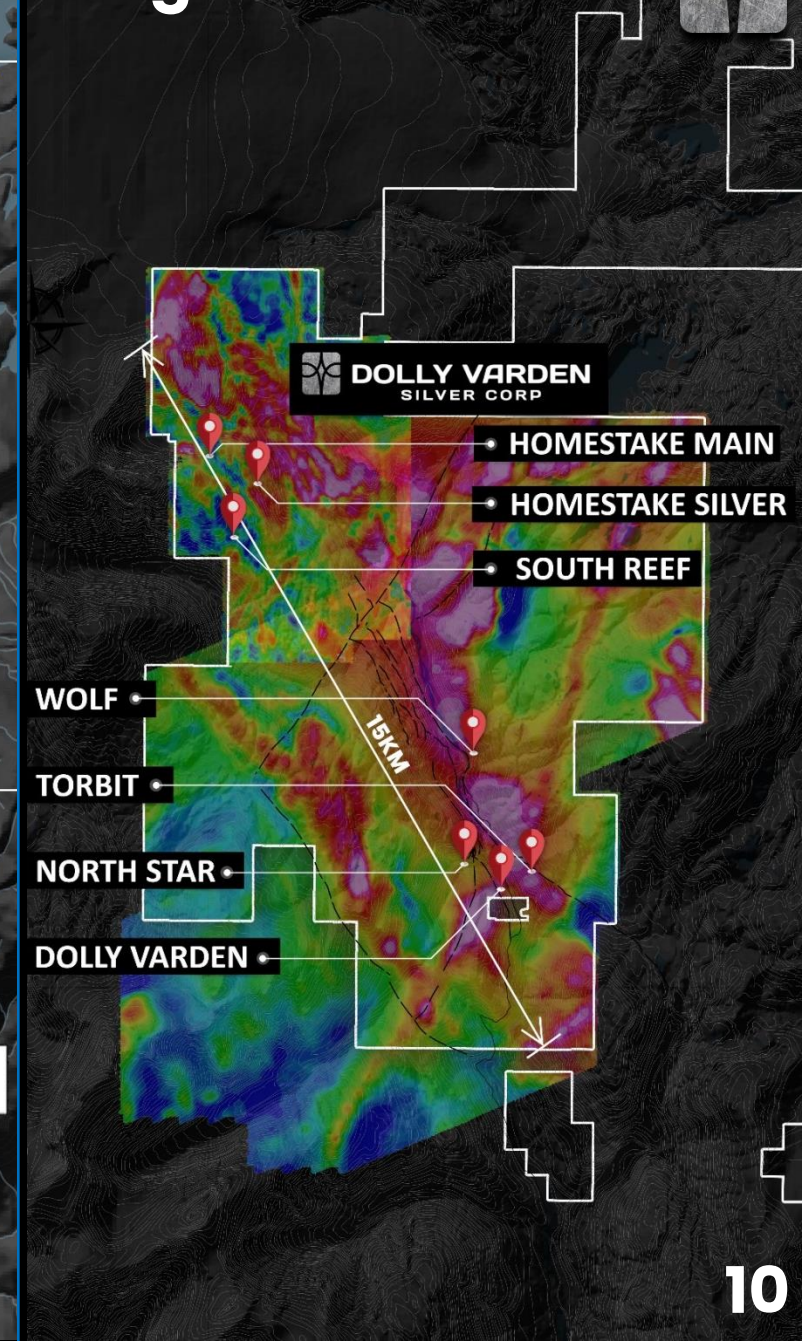 DOLLY VARDEN
SILVER CORP
HOMESTAKE MAIN
HOMESTAKE SILVER
SOUTH REEF
WOLF
15KM
TORBIT
NORTH STAR
DOLLY VARDEN
10